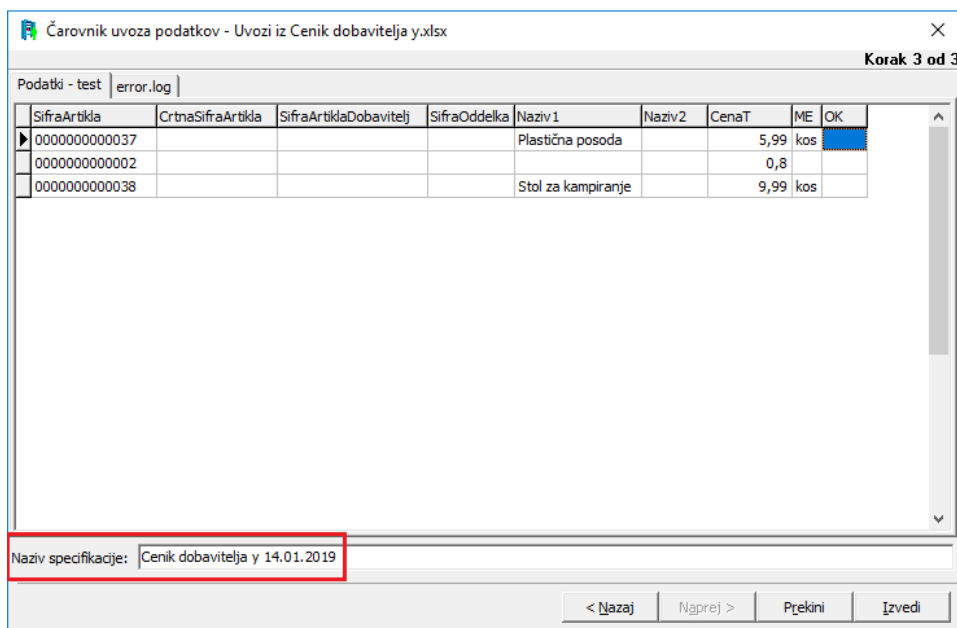 Čarovnik uvoza podatkov - Uvozi iz Cenik dobavitelja y.xlsx
Korak 3 od 3
Podatki - test error.log
SifraArtikla CrtnaSifraArtikla SifraArtiklaDobavitelj SifraOddelka Naziv1 Naziv2 CenaT ME OK
0000000000037 Plastična posoda 5,99 kos
0000000000002 0,8
0000000000038 Stol za kampiranje 9,99 kos
Naziv specifikacije: Cenik dobavitelja y 14.01.2019
< Nazaj Naprej > Prekini Izvedi